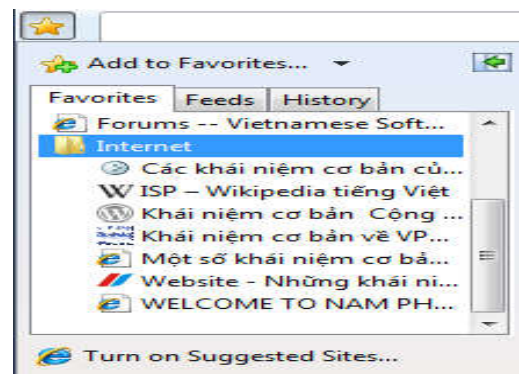 Add to Favorites...
Favorites Feeds History
Forums -- Vietnamese Soft...
Internet
Các khái niệm cơ bản củ...
ISP – Wikipedia tiếng Việt
Khái niệm cơ bản Cộng ...
Khái niệm cơ bản về VP...
Một số khái niệm cơ bả...
Website - Những khái ni...
WELCOME TO NAM PH...
Turn on Suggested Sites...